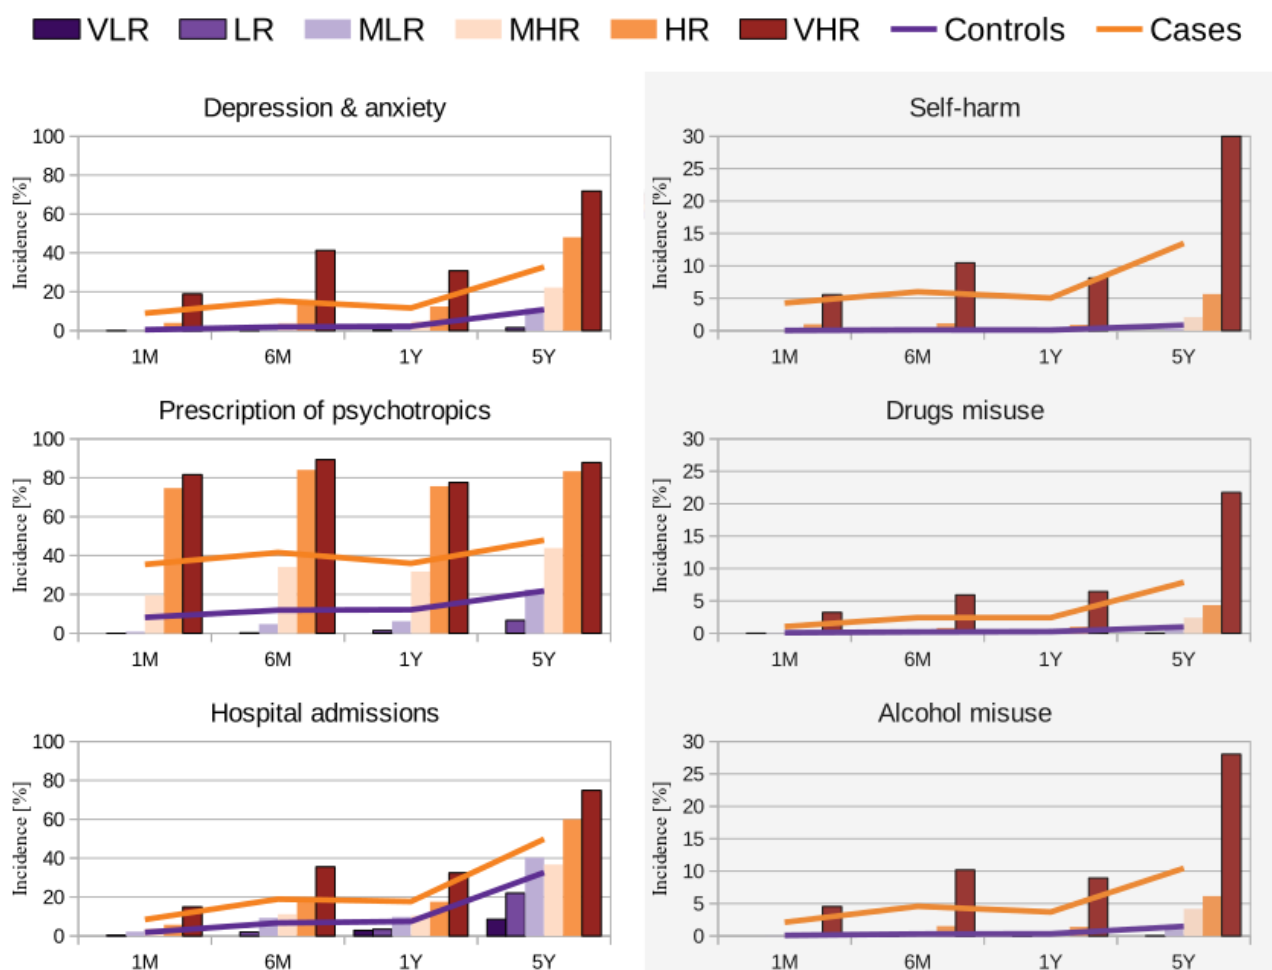 VLR LR MLR MHR HR VHR Controls Cases
Depression & anxiety
Incidence [%]
100
80
60
40
20
0
1M 6M 1Y 5Y
Self-harm
Incidence [%]
30
25
20
15
10
5
0
1M 6M 1Y 5Y
Prescription of psychotropics
Incidence [%]
100
80
60
40
20
0
1M 6M 1Y 5Y
Drugs misuse
Incidence [%]
30
25
20
15
10
5
0
1M 6M 1Y 5Y
Hospital admissions
Incidence [%]
100
80
60
40
20
0
1M 6M 1Y 5Y
Alcohol misuse
Incidence [%]
30
25
20
15
10
5
0
1M 6M 1Y 5Y